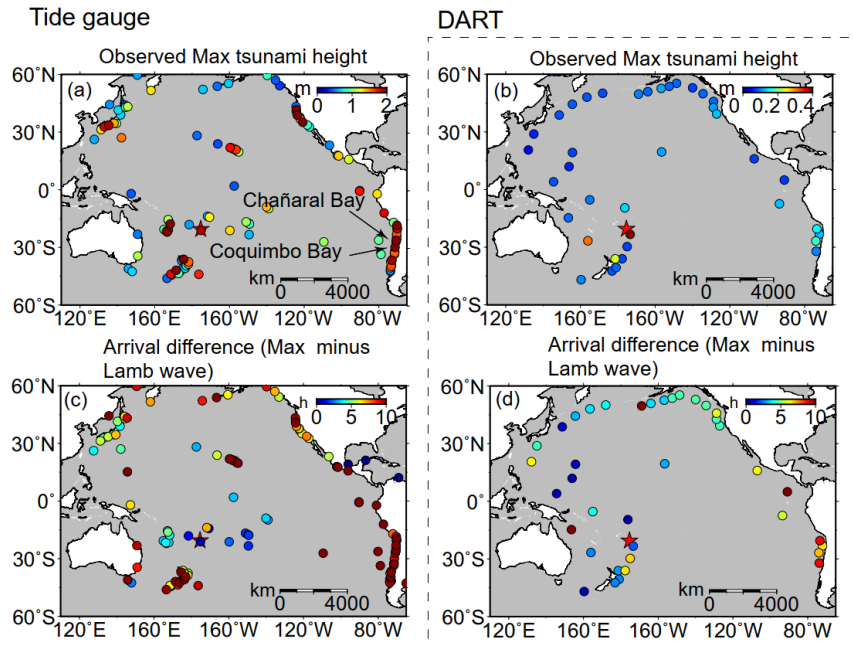 Tide gauge
DART
Observed Max tsunami height
Observed Max tsunami height
(a)
m
0 1 2
(b)
m
0 0.2 0.4
60°N
30°N
0°
30°S
60°S
Chañaral Bay
Coquimbo Bay
km
0 4000
60°N
30°N
0°
30°S
60°S
km
0 4000
120°E 160°E 160°W 120°W 80°W
120°E 160°E 160°W 120°W 80°W
Arrival difference (Max minus
Lamb wave)
Arrival difference (Max minus
Lamb wave)
(c)
h
0 5 10
(d)
h
0 5 10
60°N
30°N
0°
30°S
60°S
km
0 4000
60°N
30°N
0°
30°S
60°S
km
0 4000
120°E 160°E 160°W 120°W 80°W
120°E 160°E 160°W 120°W 80°W